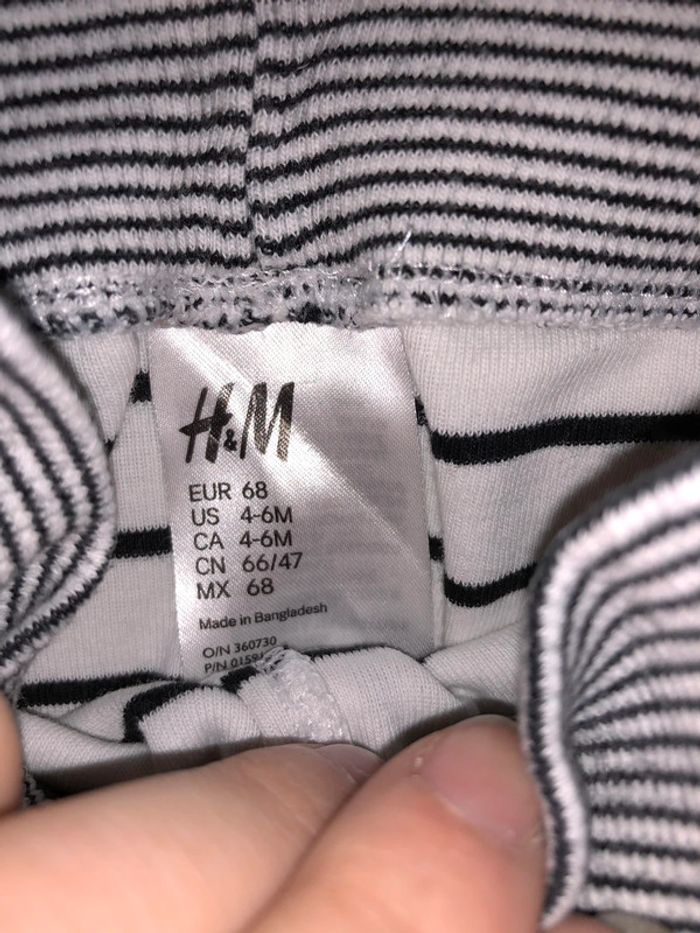 H&M
EUR 68
US 4-6M
CA 4-6M
CN 66/47
MX 68
Made in Bangladesh
O/N 360730
P/N